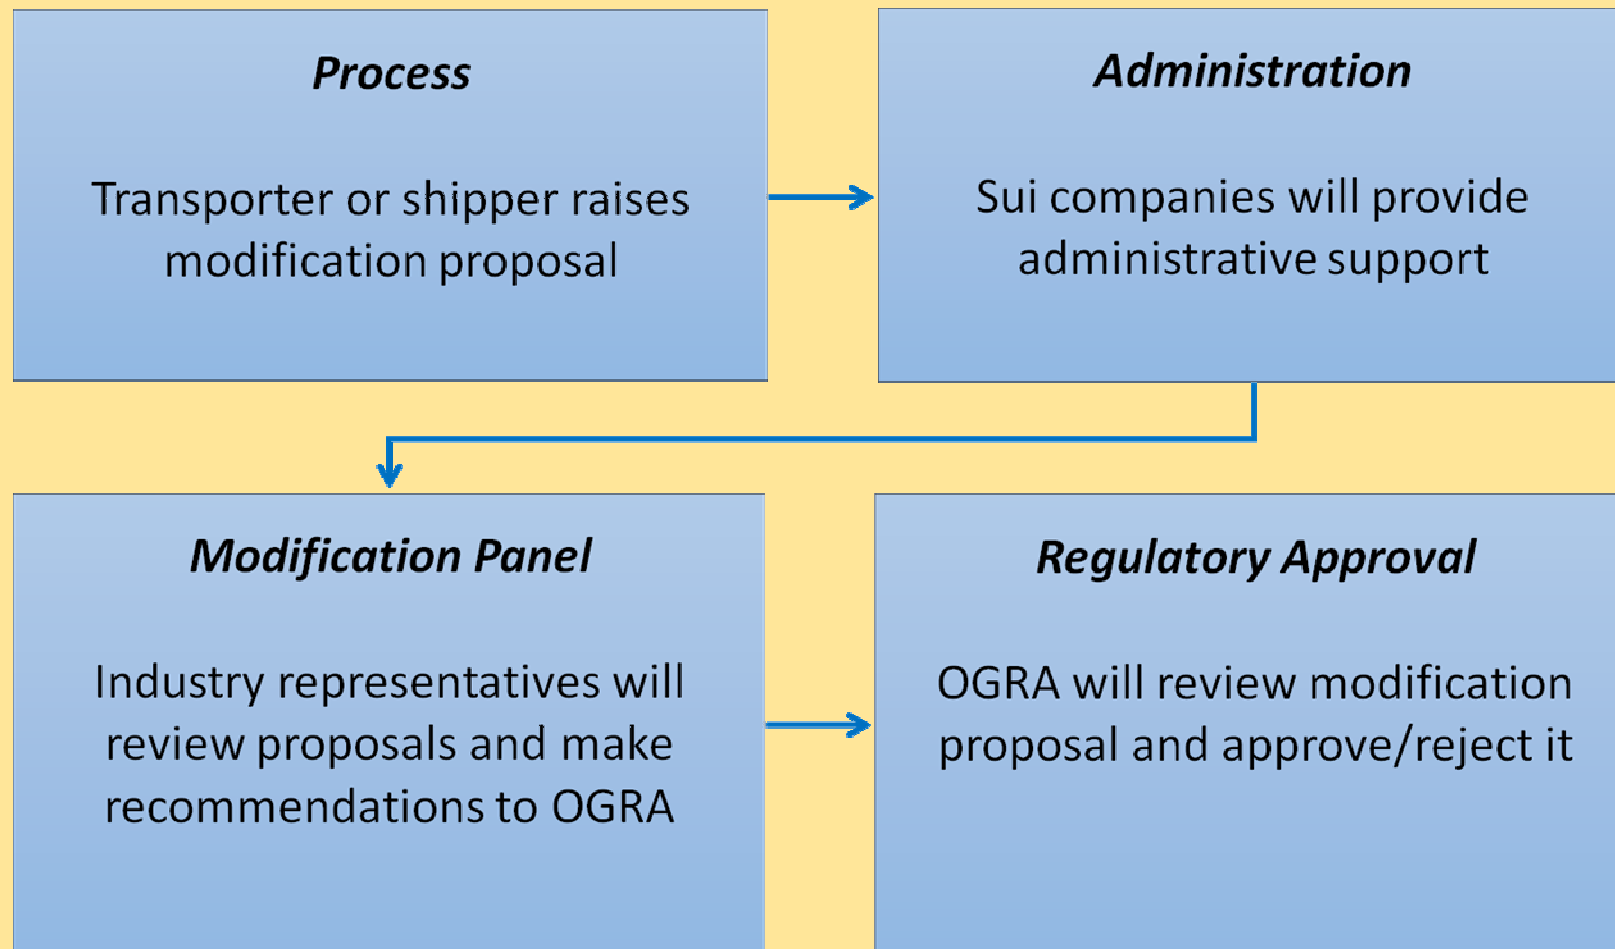 Process
Transporter or shipper raises
modification proposal
Administration
Sui companies will provide
administrative support
Modification Panel
Industry representatives will
review proposals and make
recommendations to OGRA
Regulatory Approval
OGRA will review modification
proposal and approve/reject it